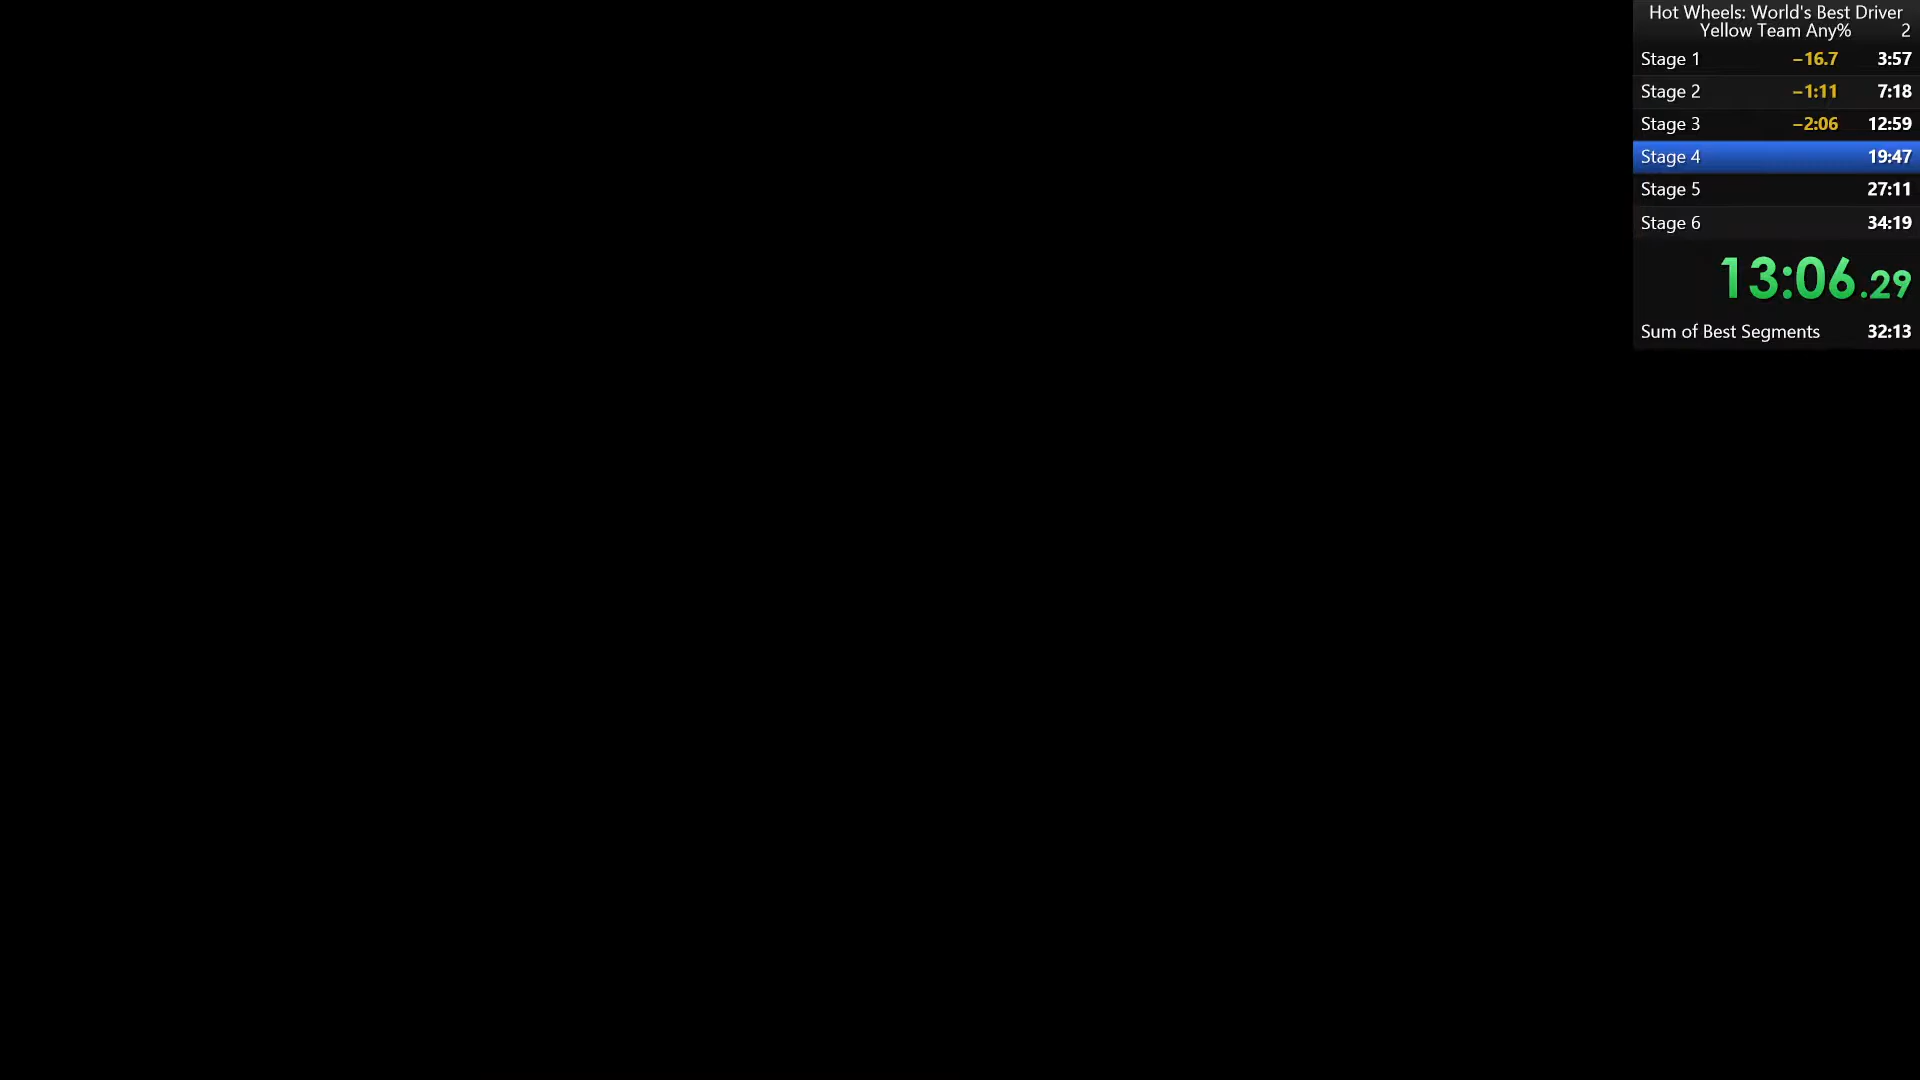 Hot Wheels: World's Best Driver
Yellow Team Any% 2
Stage 1 −16.7 3:57
Stage 2 −1:11 7:18
Stage 3 −2:06 12:59
Stage 4 19:47
Stage 5 27:11
Stage 6 34:19
13:06.29
Sum of Best Segments 32:13